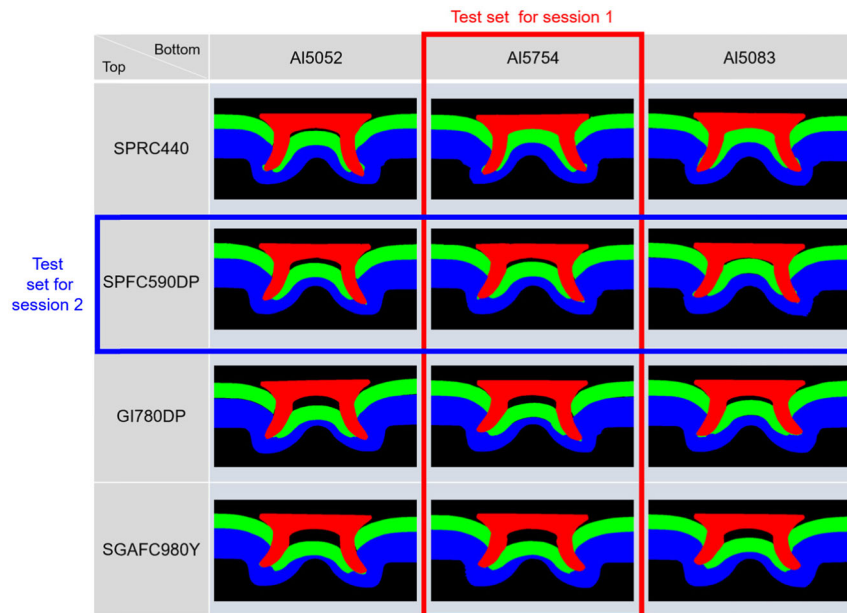 Test set for session 1
Bottom
Top
Al5052
Al5754
Al5083
SPRC440
Test
set for
session 2
SPFC590DP
GI780DP
SGAFC980Y